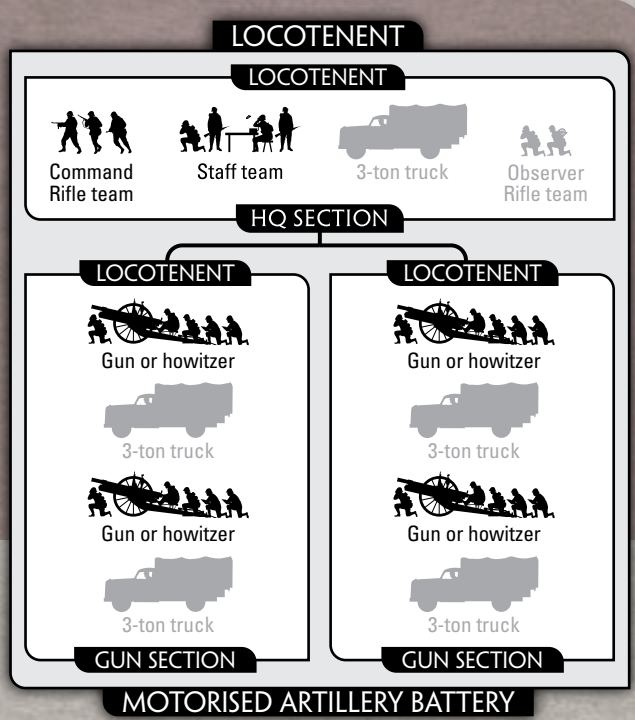 LOCOTENENT
LOCOTENENT
Command
Rifle team
Staff team
3-ton truck
Observer
Rifle team
HQ SECTION
LOCOTENENT
Gun or howitzer
3-ton truck
Gun or howitzer
3-ton truck
GUN SECTION
LOCOTENENT
Gun or howitzer
3-ton truck
Gun or howitzer
3-ton truck
GUN SECTION
MOTORISED ARTILLERY BATTERY